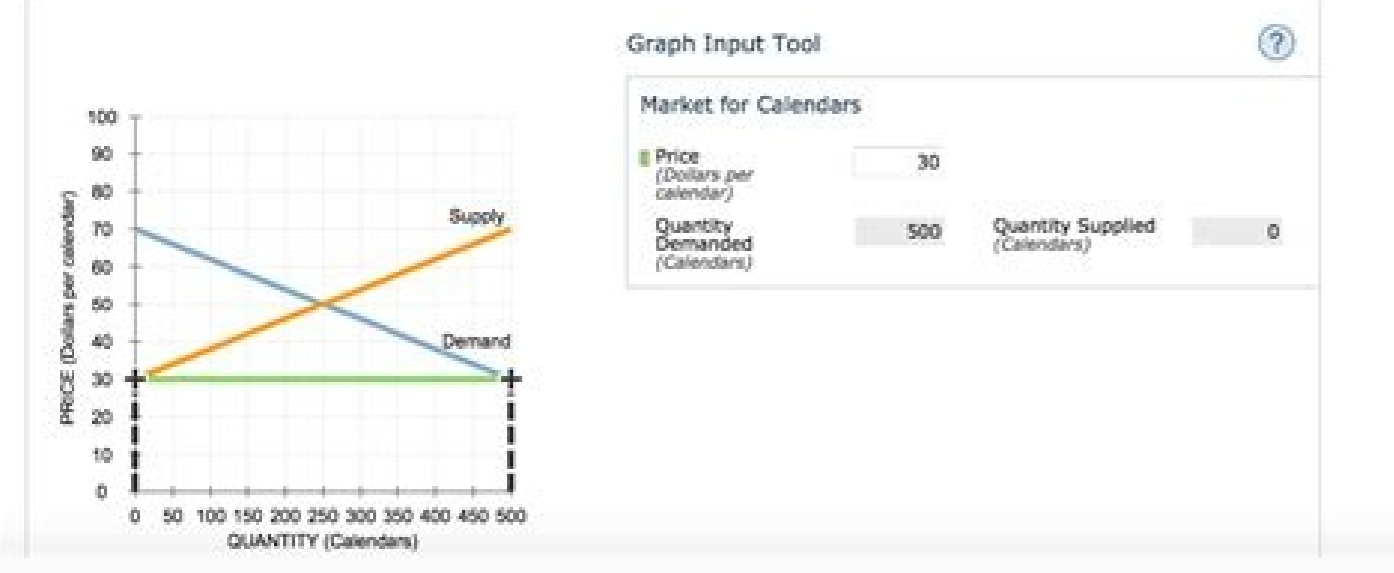 Graph Input Tool
?
Market for Calendars
Price
(Dollars per
calendar)
30
Quantity
Demanded
(Calendars)
500
Quantity Supplied
(Calendars)
0
PRICE (Dollars per calendar)
100
90
80
70
60
50
40
30
20
10
0
Supply
Demand
0 50 100 150 200 250 300 350 400 450 500
QUANTITY (Calendars)